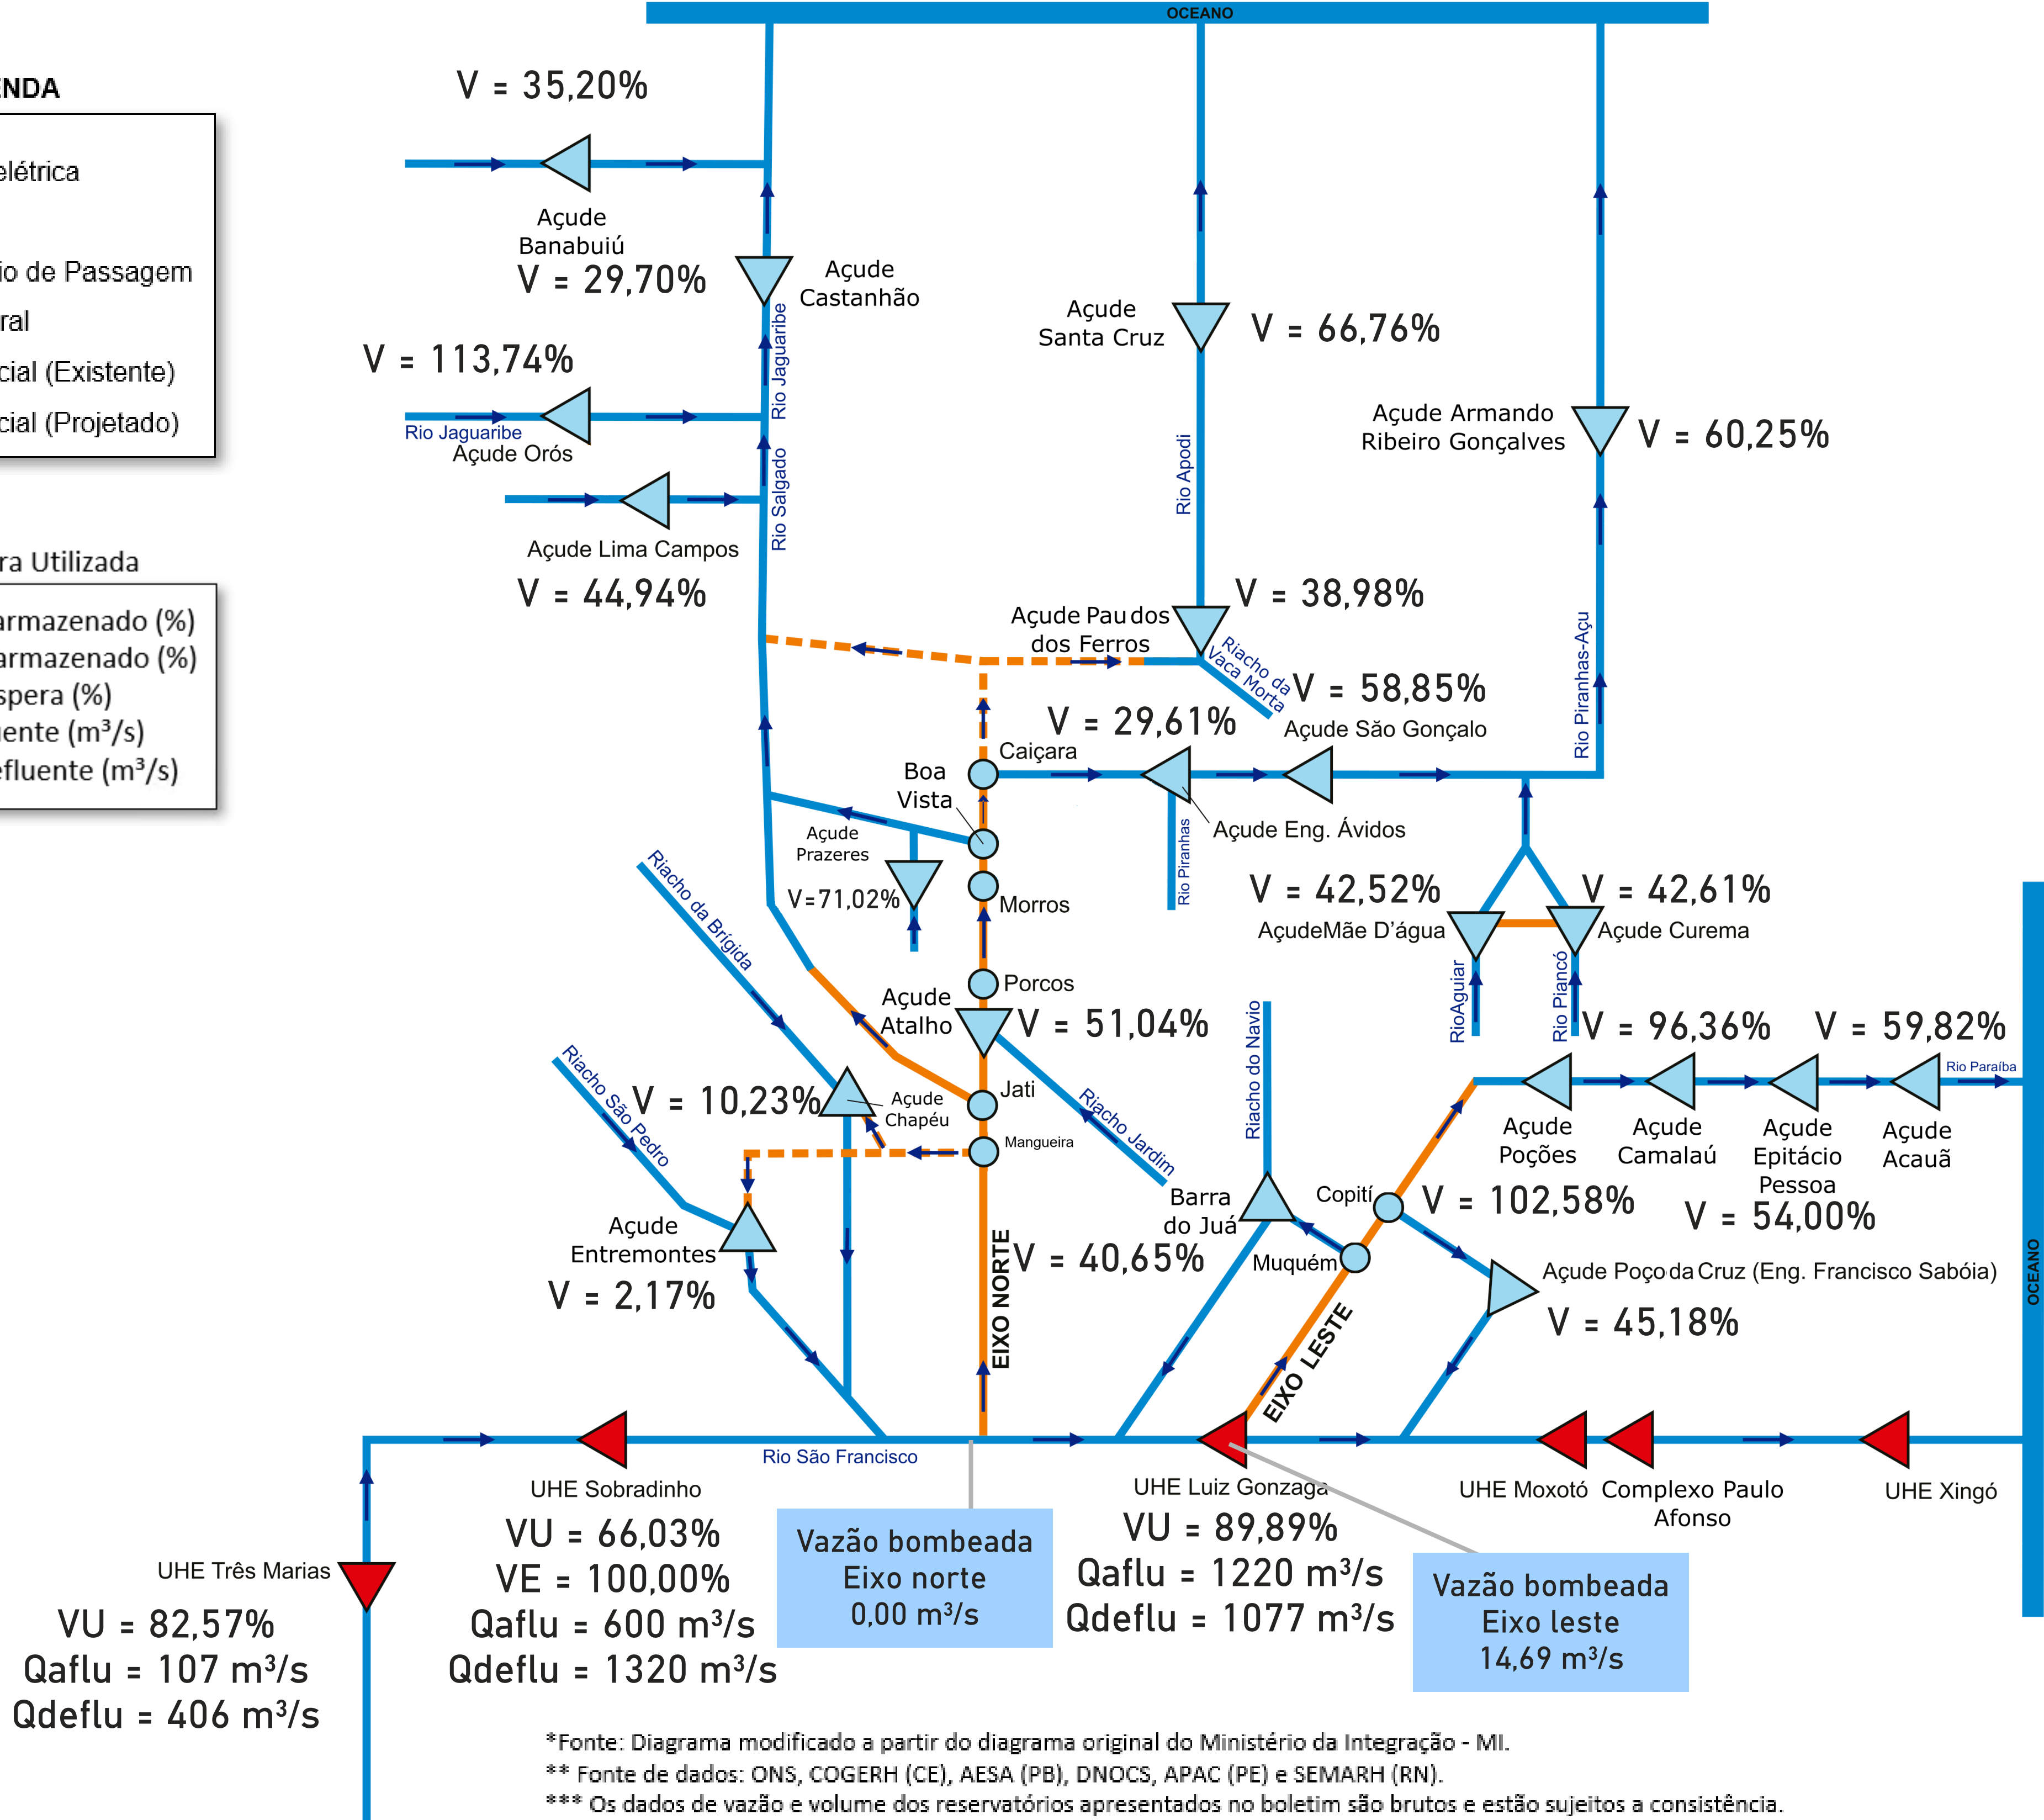 OCEANO
ENDA
elétrica
io de Passagem
ral
cial (Existente)
cial (Projetado)
ra Utilizada
armazenado (%)
armazenado (%)
spera (%)
uente (m³/s)
efluente (m³/s)
V = 35,20%
Açude
Banabuiú
V = 29,70%
Açude
Castanhão
Rio Jaguaribe
V = 113,74%
Rio Jaguaribe
Açude Orós
Rio Salgado
Açude Lima Campos
V = 44,94%
Açude
Santa Cruz
V = 66,76%
Rio Apodi
Açude Armando
Ribeiro Gonçalves
V = 60,25%
Açude Pau dos
dos Ferros
V = 38,98%
Riacho da
Vaca Morta
V = 58,85%
Açude São Gonçalo
V = 29,61%
Rio Piranhas-Açu
Caiçara
Boa
Vista
Açude Eng. Ávidos
Rio Piranhas
Açude
Prazeres
V=71,02%
Morros
V = 42,52%
AçudeMãe D'água
V = 42,61%
Açude Curema
RioAguiar
Rio Piancó
Riacho da Brígida
Porcos
Açude
Atalho
V = 51,04%
Riacho São Pedro
V = 10,23%
Açude
Chapéu
Jati
Mangueira
Riacho Jardim
Riacho do Navio
V = 96,36%
V = 59,82%
Rio Paraíba
Açude
Poções
Açude
Camalaú
Açude
Epitácio
Pessoa
Açude
Acauã
V = 102,58%
V = 54,00%
Açude
Entremontes
V = 2,17%
EIXO NORTE
V = 40,65%
Barra
do Juá
Copití
Muquém
Açude Poço da Cruz (Eng. Francisco Sabóia)
V = 45,18%
EIXO LESTE
OCEANO
Rio São Francisco
UHE Sobradinho
VU = 66,03%
VE = 100,00%
Qaflu = 600 m³/s
Qdeflu = 1320 m³/s
Vazão bombeada
Eixo norte
0,00 m³/s
UHE Luiz Gonzaga
VU = 89,89%
Qaflu = 1220 m³/s
Qdeflu = 1077 m³/s
Vazão bombeada
Eixo leste
14,69 m³/s
UHE Moxotó
Complexo Paulo
Afonso
UHE Xingó
UHE Três Marias
VU = 82,57%
Qaflu = 107 m³/s
Qdeflu = 406 m³/s
*Fonte: Diagrama modificado a partir do diagrama original do Ministério da Integração - MI.
** Fonte de dados: ONS, COGERH (CE), AESA (PB), DNOCS, APAC (PE) e SEMARH (RN).
*** Os dados de vazão e volume dos reservatórios apresentados no boletim são brutos e estão sujeitos a consistência.